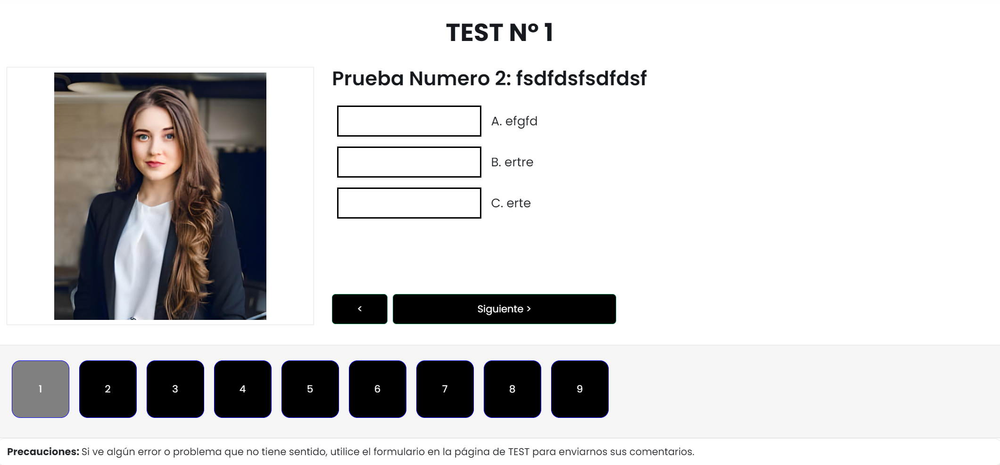 TEST Nº 1
Prueba Numero 2: fsdfdsfsdfdsf
A. efgfd
B. ertre
C. erte
<
Siguiente >
1
2
3
4
5
6
7
8
9
Precauciones: Si ve algún error o problema que no tiene sentido, utilice el formulario en la página de TEST para enviarnos sus comentarios.